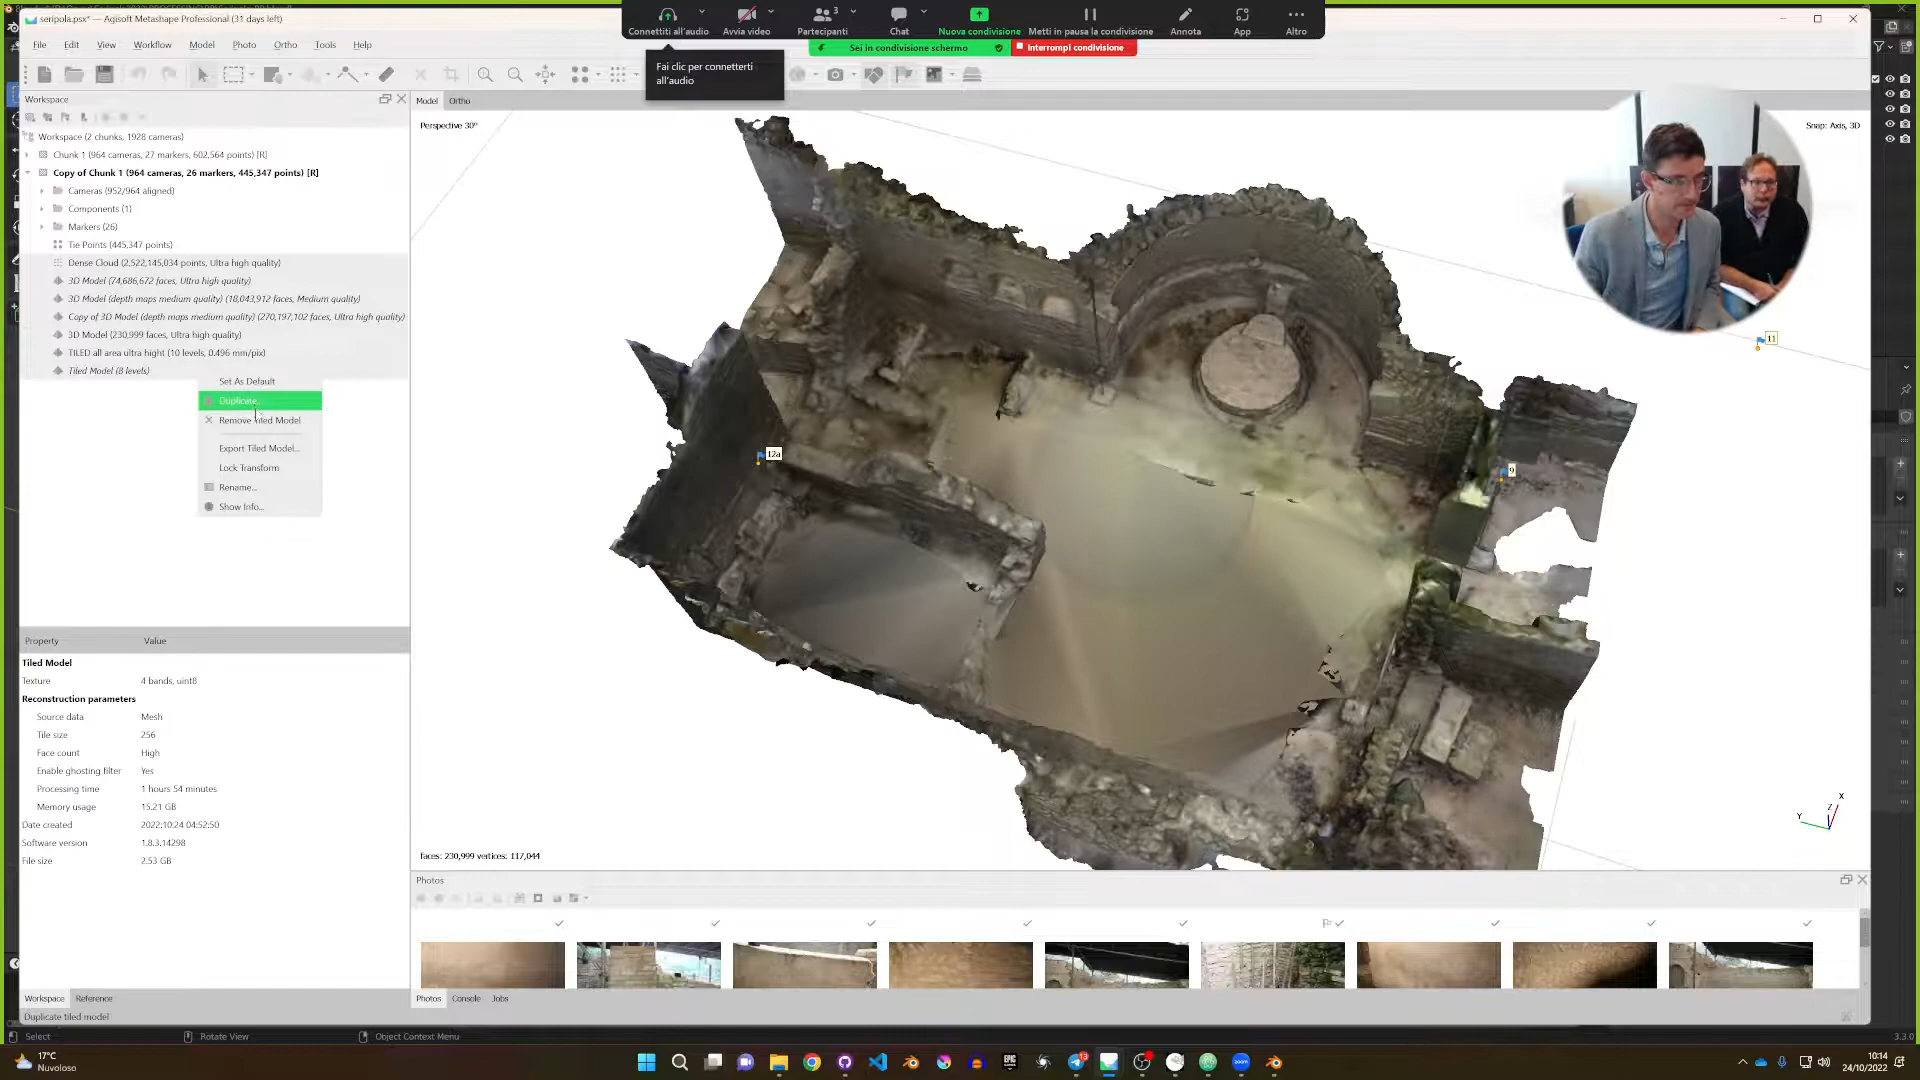 seripola.psx* — Agisoft Metashape Professional (31 days left)
Connettiti all'audio
Avvia video
3
Partecipanti
Chat
Nuova condivisione
Metti in pausa la condivisione
Annota
App
Altro
Sei in condivisione schermo
Interrompi condivisione
Fai clic per connetterti
all'audio
File Edit View Workflow Model Photo Ortho Tools Help
Workspace
Workspace (2 chunks, 1928 cameras)
Chunk 1 (964 cameras, 27 markers, 602,564 points) [R]
Copy of Chunk 1 (964 cameras, 26 markers, 445,347 points) [R]
Cameras (952/964 aligned)
Components (1)
Markers (26)
Tie Points (445,347 points)
Dense Cloud (2,522,145,034 points, Ultra high quality)
3D Model (74,686,672 faces, Ultra high quality)
3D Model (depth maps medium quality) (18,043,912 faces, Medium quality)
Copy of 3D Model (depth maps medium quality) (270,197,102 faces, Ultra high quality)
3D Model (230,999 faces, Ultra high quality)
TILED all area ultra hight (10 levels, 0.496 mm/pix)
Tiled Model (8 levels)
Set As Default
Duplicate...
Remove Tiled Model
Export Tiled Model...
Lock Transform
Rename...
Show Info...
Property Value
Tiled Model
Texture 4 bands, uint8
Reconstruction parameters
Source data Mesh
Tile size 256
Face count High
Enable ghosting filter Yes
Processing time 1 hours 54 minutes
Memory usage 15.21 GB
Date created 2022:10:24 04:52:50
Software version 1.8.3.14298
File size 2.53 GB
Workspace Reference
Duplicate tiled model
Model Ortho
Perspective 30°
Snap: Axis, 3D
11
12a
9
X
Z
Y
faces: 230,999 vertices: 117,044
Photos
Photos Console Jobs
Select
Rotate View
Object Context Menu
3.3.0
17°C
Nuvoloso
EPIC
GAMES
13
zoom
10:14
24/10/2022